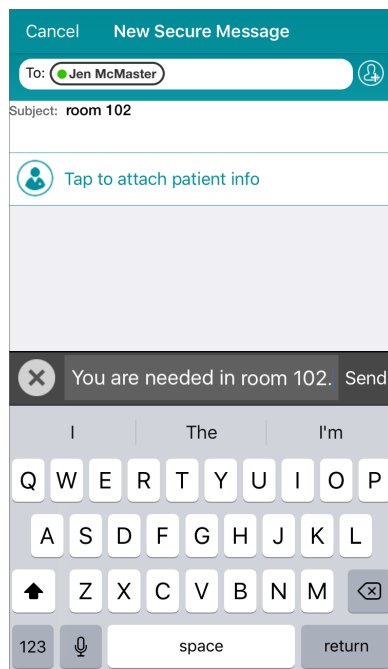 Cancel New Secure Message
To: Jen McMaster
Subject: room 102
Tap to attach patient info
You are needed in room 102. Send
I The I'm
Q W E R T Y U I O P
A S D F G H J K L
Z X C V B N M
123 space return